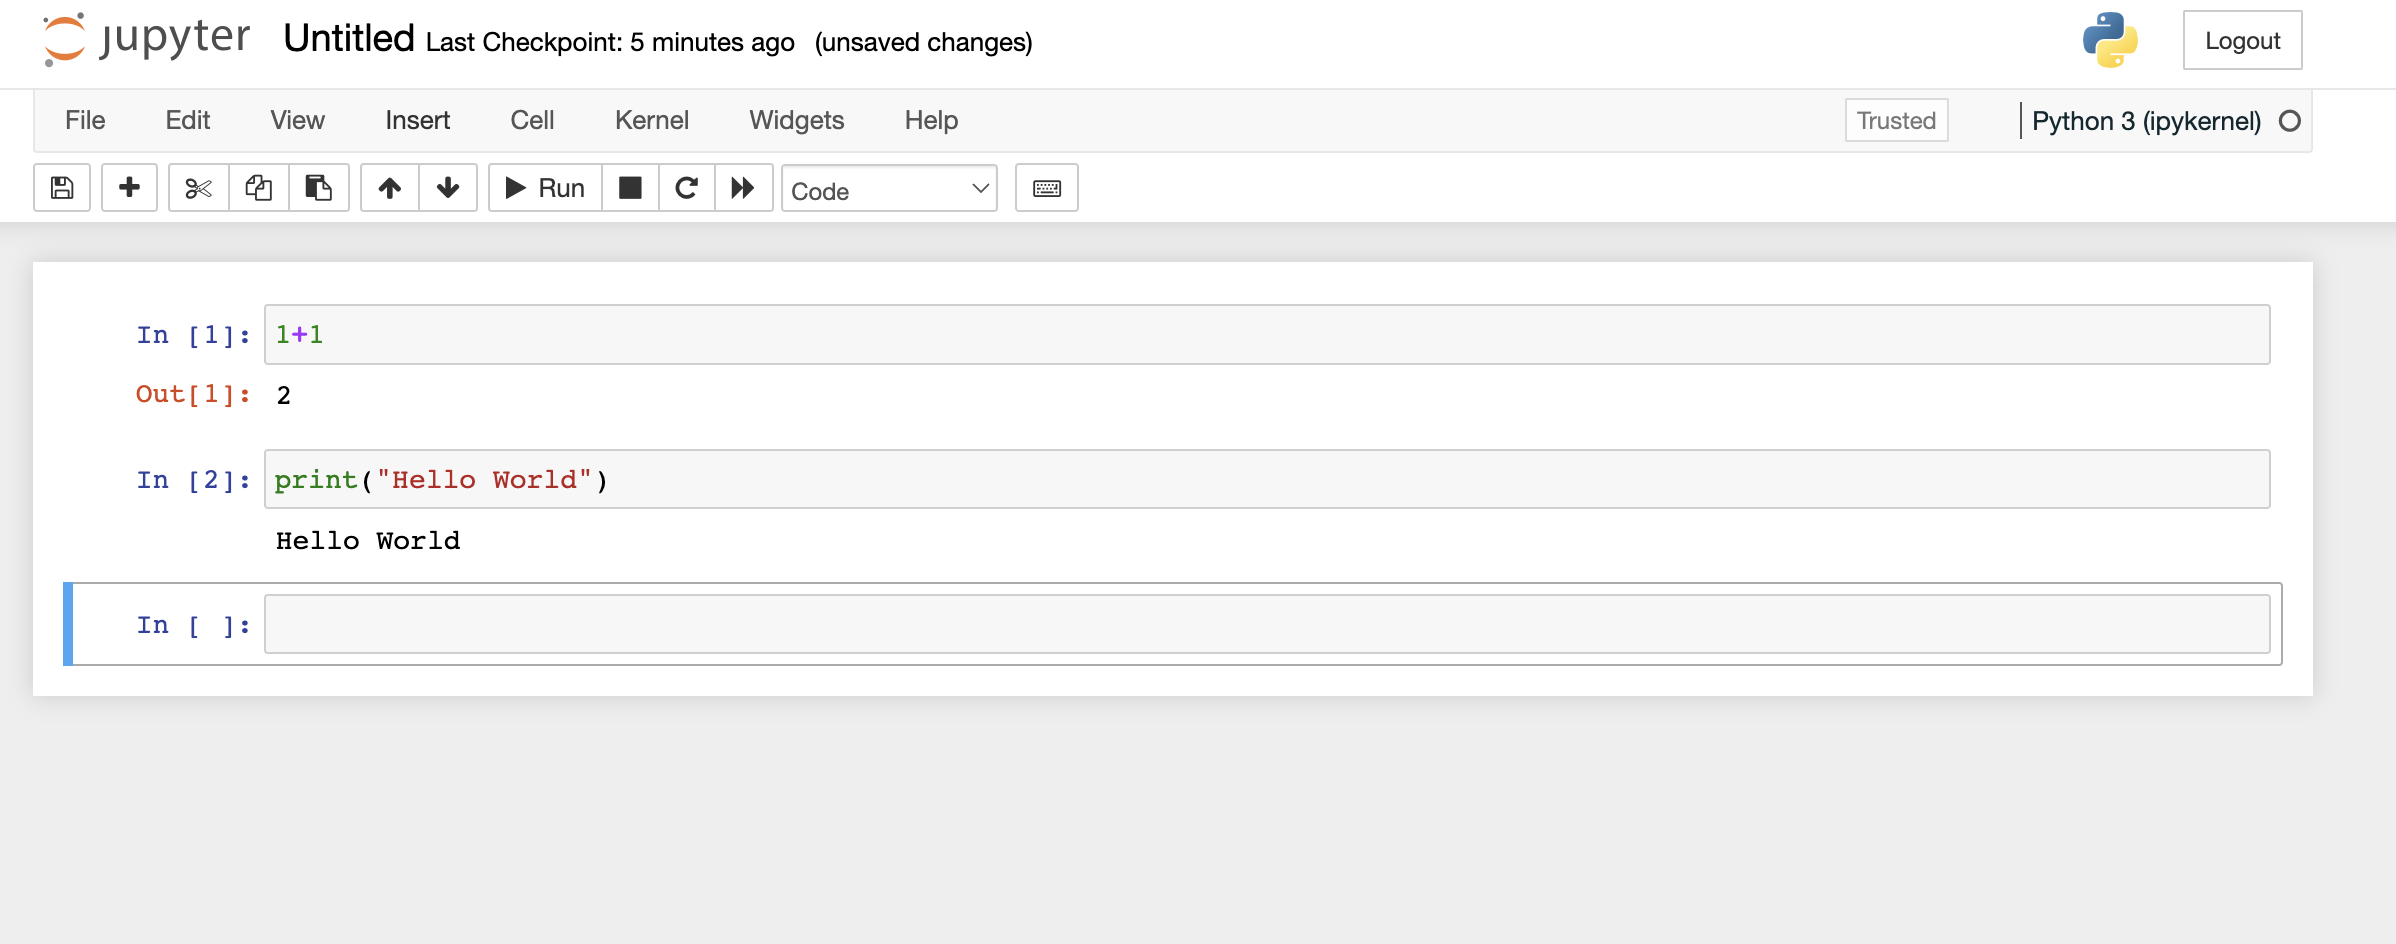 jupyter Untitled Last Checkpoint: 5 minutes ago (unsaved changes) Logout
File Edit View Insert Cell Kernel Widgets Help Trusted Python 3 (ipykernel)
Run Code
In [1]: 1+1
Out[1]: 2
In [2]: print("Hello World")
Hello World
In [ ]: